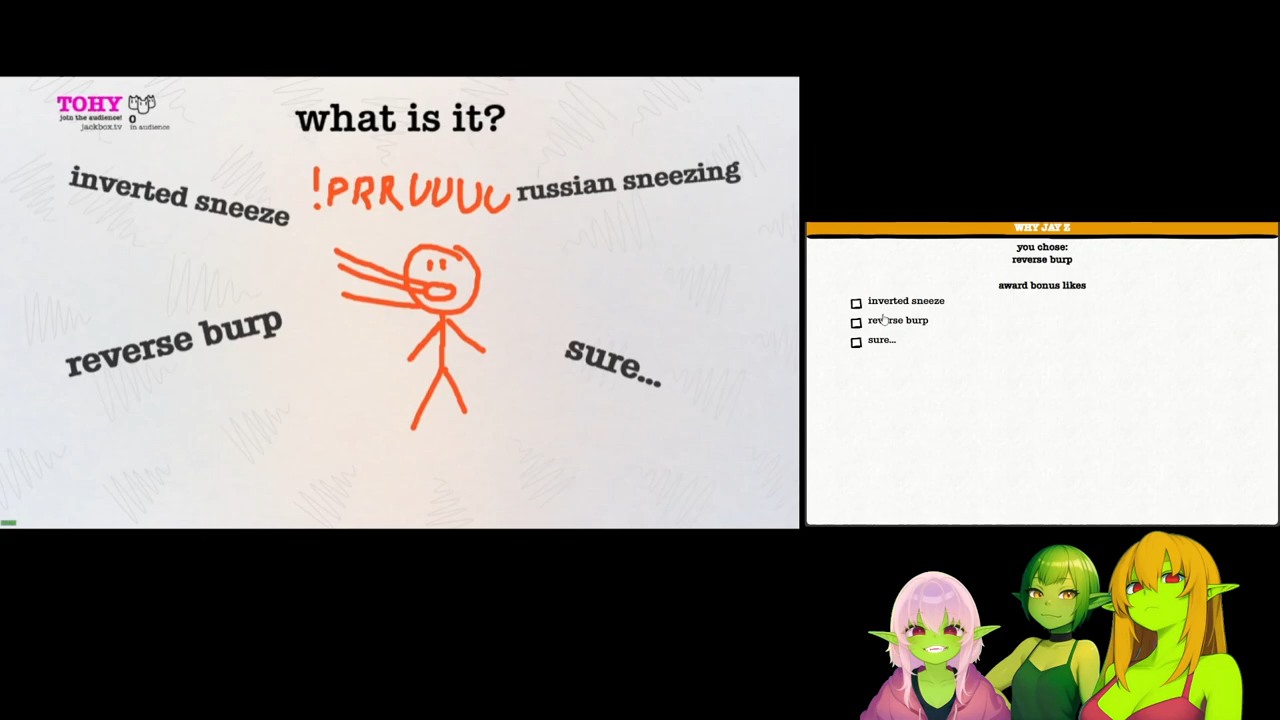 TOHY
join the audience!
jackbox.tv
0
in audience
what is it?
inverted sneeze
!PRRUUUU
russian sneezing
reverse burp
sure...
WHY JAY Z
you chose:
reverse burp
award bonus likes
inverted sneeze
reverse burp
sure...